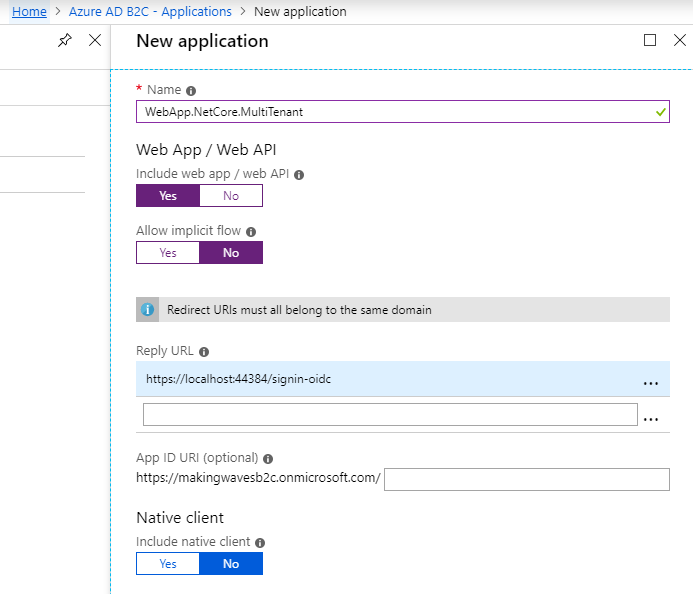 Home > Azure AD B2C - Applications > New application
New application
* Name
WebApp.NetCore.MultiTenant
Web App / Web API
Include web app / web API
Yes No
Allow implicit flow
Yes No
Redirect URIs must all belong to the same domain
Reply URL
https://localhost:44384/signin-oidc ...
...
App ID URI (optional)
https://makingwavesb2c.onmicrosoft.com/
Native client
Include native client
Yes No